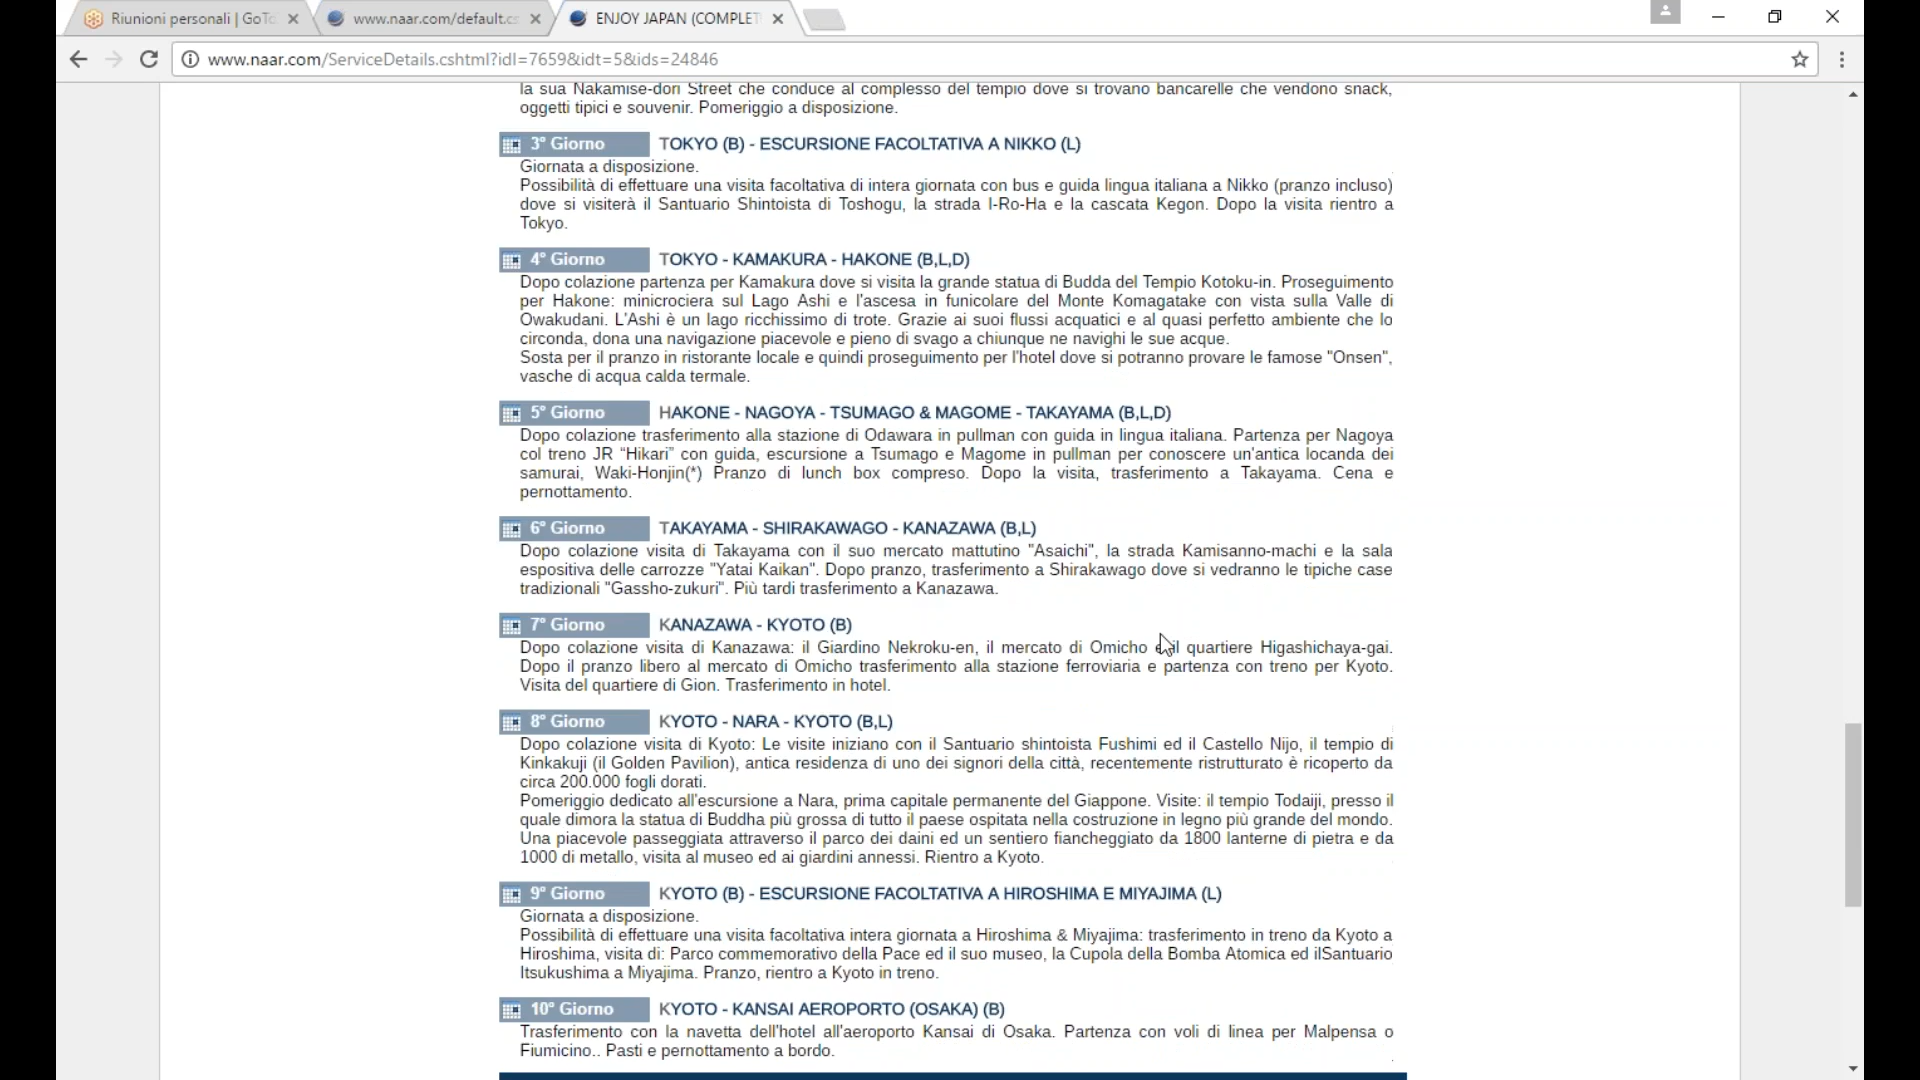 Riunioni personali | GoTo
www.naar.com/default.cs
ENJOY JAPAN (COMPLET
www.naar.com/ServiceDetails.cshtml?idl=7659&idt=5&ids=24846
la sua Nakamise-dori Street che conduce al complesso del tempio dove si trovano bancarelle che vendono snack,
oggetti tipici e souvenir. Pomeriggio a disposizione.
3° Giorno TOKYO (B) - ESCURSIONE FACOLTATIVA A NIKKO (L)
Giornata a disposizione.
Possibilità di effettuare una visita facoltativa di intera giornata con bus e guida lingua italiana a Nikko (pranzo incluso)
dove si visiterà il Santuario Shintoista di Toshogu, la strada I-Ro-Ha e la cascata Kegon. Dopo la visita rientro a
Tokyo.
4° Giorno TOKYO - KAMAKURA - HAKONE (B,L,D)
Dopo colazione partenza per Kamakura dove si visita la grande statua di Budda del Tempio Kotoku-in. Proseguimento
per Hakone: minicrociera sul Lago Ashi e l'ascesa in funicolare del Monte Komagatake con vista sulla Valle di
Owakudani. L'Ashi è un lago ricchissimo di trote. Grazie ai suoi flussi acquatici e al quasi perfetto ambiente che lo
circonda, dona una navigazione piacevole e pieno di svago a chiunque ne navighi le sue acque.
Sosta per il pranzo in ristorante locale e quindi proseguimento per l'hotel dove si potranno provare le famose "Onsen",
vasche di acqua calda termale.
5° Giorno HAKONE - NAGOYA - TSUMAGO & MAGOME - TAKAYAMA (B,L,D)
Dopo colazione trasferimento alla stazione di Odawara in pullman con guida in lingua italiana. Partenza per Nagoya
col treno JR “Hikari” con guida, escursione a Tsumago e Magome in pullman per conoscere un'antica locanda dei
samurai, Waki-Honjin(*) Pranzo di lunch box compreso. Dopo la visita, trasferimento a Takayama. Cena e
pernottamento.
6° Giorno TAKAYAMA - SHIRAKAWAGO - KANAZAWA (B,L)
Dopo colazione visita di Takayama con il suo mercato mattutino "Asaichi", la strada Kamisanno-machi e la sala
espositiva delle carrozze "Yatai Kaikan". Dopo pranzo, trasferimento a Shirakawago dove si vedranno le tipiche case
tradizionali "Gassho-zukuri". Più tardi trasferimento a Kanazawa.
7° Giorno KANAZAWA - KYOTO (B)
Dopo colazione visita di Kanazawa: il Giardino Nekroku-en, il mercato di Omicho e il quartiere Higashichaya-gai.
Dopo il pranzo libero al mercato di Omicho trasferimento alla stazione ferroviaria e partenza con treno per Kyoto.
Visita del quartiere di Gion. Trasferimento in hotel.
8° Giorno KYOTO - NARA - KYOTO (B,L)
Dopo colazione visita di Kyoto: Le visite iniziano con il Santuario shintoista Fushimi ed il Castello Nijo, il tempio di
Kinkakuji (il Golden Pavilion), antica residenza di uno dei signori della città, recentemente ristrutturato è ricoperto da
circa 200.000 fogli dorati.
Pomeriggio dedicato all'escursione a Nara, prima capitale permanente del Giappone. Visite: il tempio Todaiji, presso il
quale dimora la statua di Buddha più grossa di tutto il paese ospitata nella costruzione in legno più grande del mondo.
Una piacevole passeggiata attraverso il parco dei daini ed un sentiero fiancheggiato da 1800 lanterne di pietra e da
1000 di metallo, visita al museo ed ai giardini annessi. Rientro a Kyoto.
9° Giorno KYOTO (B) - ESCURSIONE FACOLTATIVA A HIROSHIMA E MIYAJIMA (L)
Giornata a disposizione.
Possibilità di effettuare una visita facoltativa intera giornata a Hiroshima & Miyajima: trasferimento in treno da Kyoto a
Hiroshima, visita di: Parco commemorativo della Pace ed il suo museo, la Cupola della Bomba Atomica ed ilSantuario
Itsukushima a Miyajima. Pranzo, rientro a Kyoto in treno.
10° Giorno KYOTO - KANSAI AEROPORTO (OSAKA) (B)
Trasferimento con la navetta dell'hotel all'aeroporto Kansai di Osaka. Partenza con voli di linea per Malpensa o
Fiumicino.. Pasti e pernottamento a bordo.